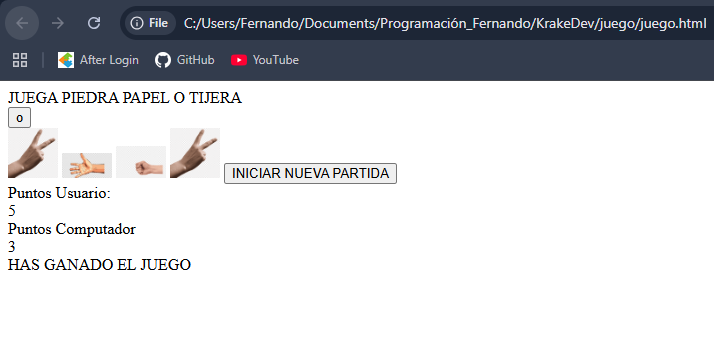 File C:/Users/Fernando/Documents/Programación_Fernando/KrakeDev/juego/juego.html
After Login GitHub YouTube
JUEGA PIEDRA PAPEL O TIJERA
o
INICIAR NUEVA PARTIDA
Puntos Usuario:
5
Puntos Computador
3
HAS GANADO EL JUEGO